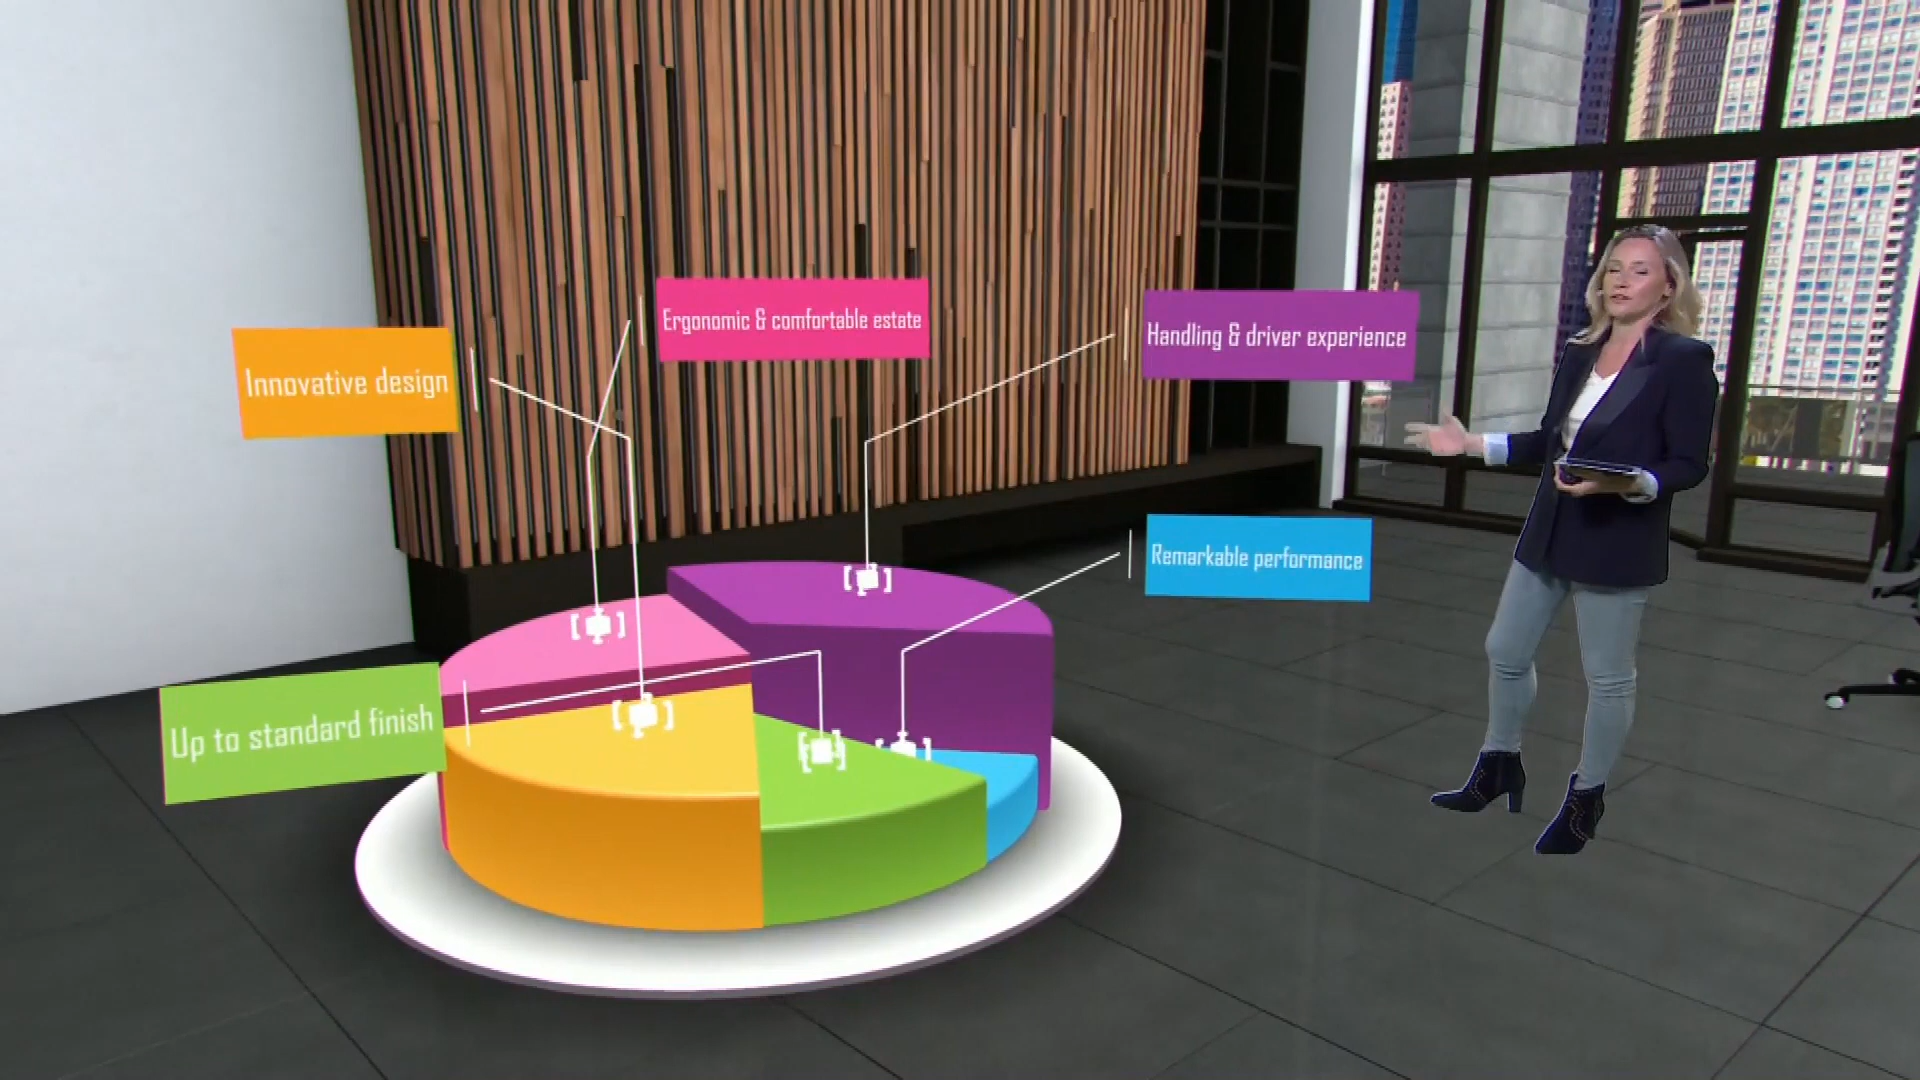 Ergonomic & comfortable estate
Handling & driver experience
Innovative design
Remarkable performance
Up to standard finish